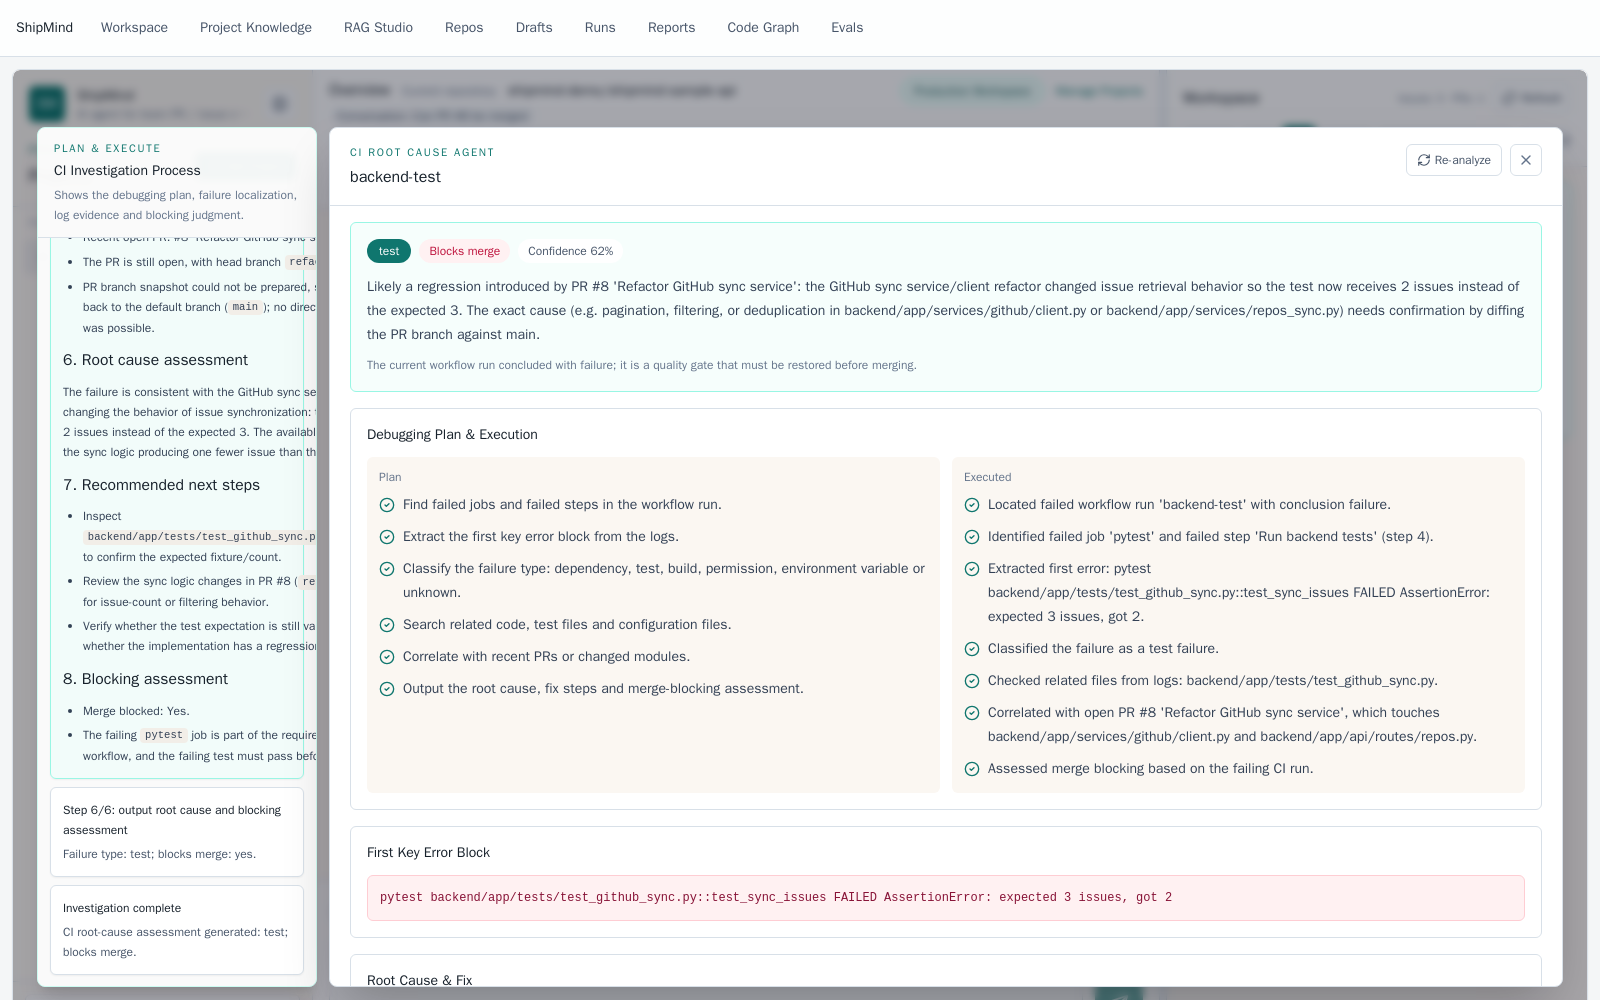 ShipMind Workspace Project Knowledge RAG Studio Repos Drafts Runs Reports Code Graph Evals
PLAN & EXECUTE
CI Investigation Process
Shows the debugging plan, failure localization,
log evidence and blocking judgment.
The PR is still open, with head branch refa
PR branch snapshot could not be prepared, s
back to the default branch ( main ); no direc
was possible.
6. Root cause assessment
The failure is consistent with the GitHub sync se
changing the behavior of issue synchronization: t
2 issues instead of the expected 3. The availabl
the sync logic producing one fewer issue than th
7. Recommended next steps
Inspect
backend/app/tests/test_github_sync.p
to confirm the expected fixture/count.
Review the sync logic changes in PR #8 ( re
for issue-count or filtering behavior.
Verify whether the test expectation is still va
whether the implementation has a regression
8. Blocking assessment
Merge blocked: Yes.
The failing pytest job is part of the require
workflow, and the failing test must pass befo
Step 6/6: output root cause and blocking
assessment
Failure type: test; blocks merge: yes.
Investigation complete
CI root-cause assessment generated: test;
blocks merge.
CI ROOT CAUSE AGENT
backend-test
Re-analyze
test Blocks merge Confidence 62%
Likely a regression introduced by PR #8 'Refactor GitHub sync service': the GitHub sync service/client refactor changed issue retrieval behavior so the test now receives 2 issues instead of
the expected 3. The exact cause (e.g. pagination, filtering, or deduplication in backend/app/services/github/client.py or backend/app/services/repos_sync.py) needs confirmation by diffing
the PR branch against main.
The current workflow run concluded with failure; it is a quality gate that must be restored before merging.
Debugging Plan & Execution
Plan
Find failed jobs and failed steps in the workflow run.
Extract the first key error block from the logs.
Classify the failure type: dependency, test, build, permission, environment variable or
unknown.
Search related code, test files and configuration files.
Correlate with recent PRs or changed modules.
Output the root cause, fix steps and merge-blocking assessment.
Executed
Located failed workflow run 'backend-test' with conclusion failure.
Identified failed job 'pytest' and failed step 'Run backend tests' (step 4).
Extracted first error: pytest
backend/app/tests/test_github_sync.py::test_sync_issues FAILED AssertionError:
expected 3 issues, got 2.
Classified the failure as a test failure.
Checked related files from logs: backend/app/tests/test_github_sync.py.
Correlated with open PR #8 'Refactor GitHub sync service', which touches
backend/app/services/github/client.py and backend/app/api/routes/repos.py.
Assessed merge blocking based on the failing CI run.
First Key Error Block
pytest backend/app/tests/test_github_sync.py::test_sync_issues FAILED AssertionError: expected 3 issues, got 2
Root Cause & Fix